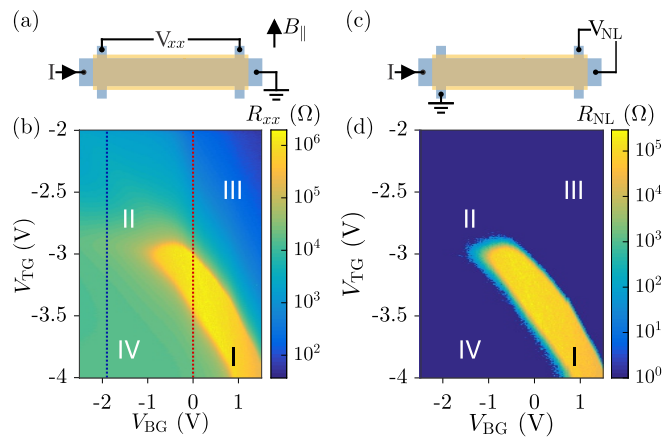 (a)
V_xx
B_∥
I
(c)
V_NL
I
(b)
R_xx (Ω)
-2
-2.5
-3
-3.5
-4
V_TG (V)
II
III
IV
I
-2
-1
0
1
V_BG (V)
10^6
10^5
10^4
10^3
10^2
(d)
R_NL (Ω)
-2
-2.5
-3
-3.5
-4
V_TG (V)
II
III
IV
I
-2
-1
0
1
V_BG (V)
10^5
10^4
10^3
10^2
10^1
10^0